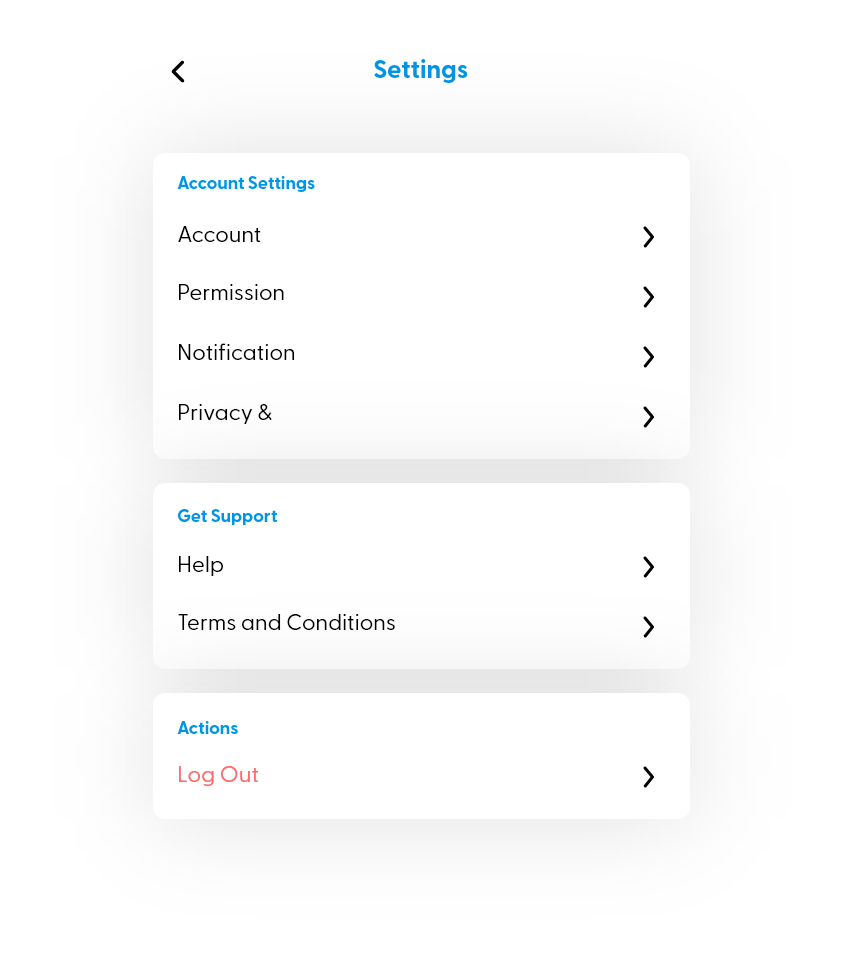 Settings
Account Settings
Account
Permission
Notification
Privacy &
Get Support
Help
Terms and Conditions
Actions
Log Out